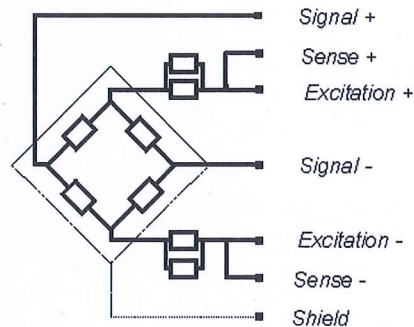 Signal +
Sense +
Excitation +
Signal -
Excitation -
Sense -
Shield